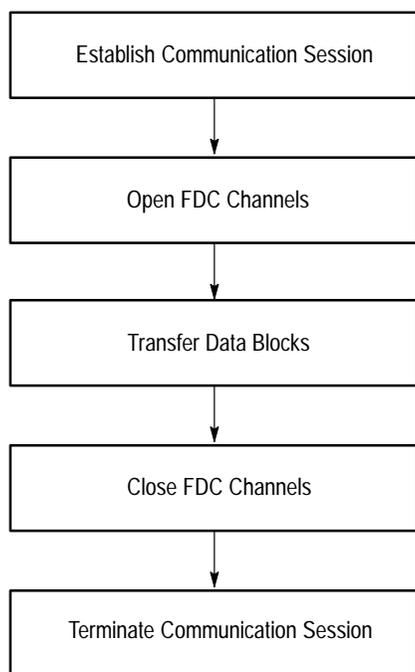 Establish Communication Session
Open FDC Channels
Transfer Data Blocks
Close FDC Channels
Terminate Communication Session